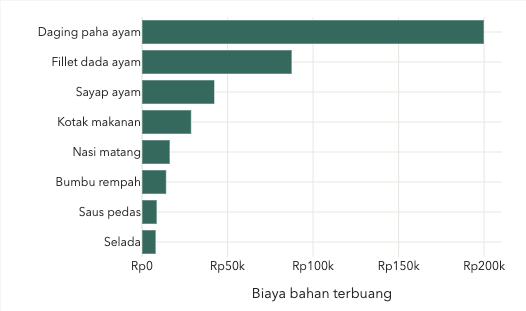 Daging paha ayam
Fillet dada ayam
Sayap ayam
Kotak makanan
Nasi matang
Bumbu rempah
Saus pedas
Selada
Rp0 Rp50k Rp100k Rp150k Rp200k
Biaya bahan terbuang